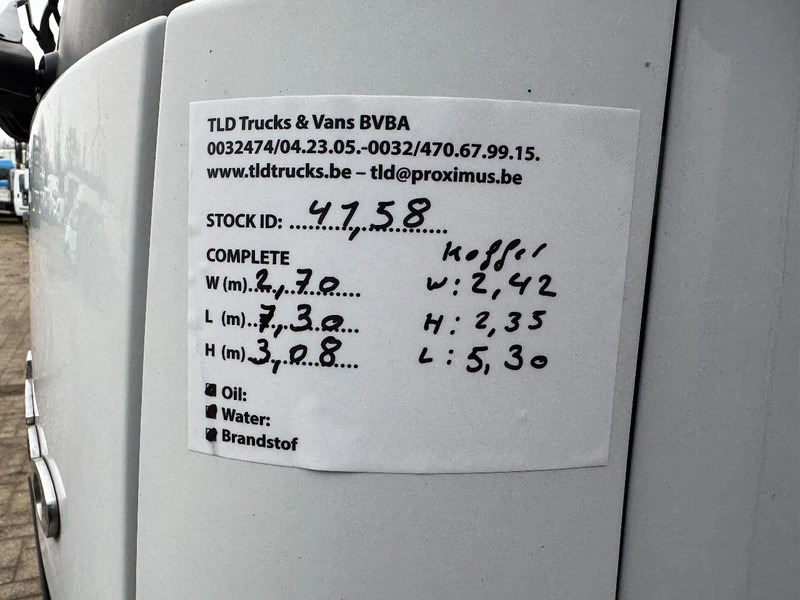 TLD Trucks & Vans BVBA
0032474/04.23.05.-0032/470.67.99.15.
www.tldtrucks.be – tld@proximus.be
STOCK ID: 4758
COMPLETE
W (m) 2,70
L (m) 7,30
H (m) 3,08
Koffer
W: 2,42
H: 2,35
L: 5,30
Oil:
Water:
Brandstof